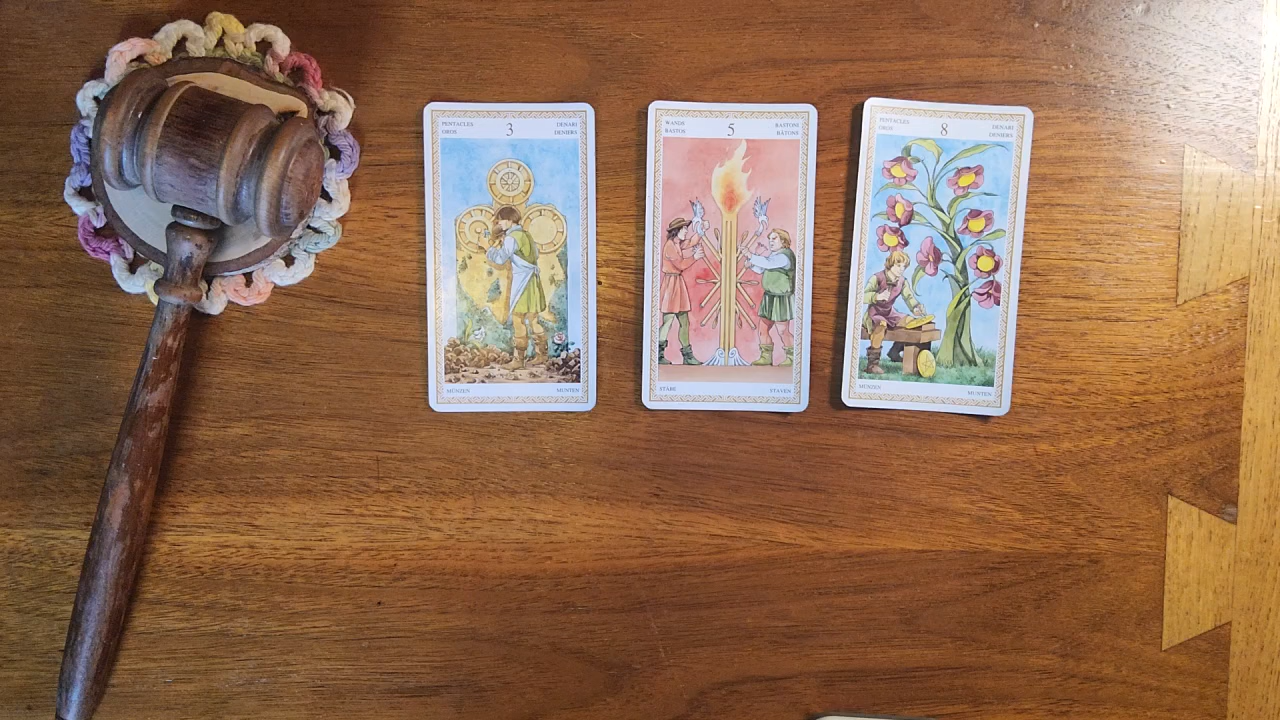 PENTACLES 3 DENARI
OROS DENIERS
MÜNZEN MUNTEN
WANDS 5 BASTONI
BASTOS BÂTONS
STÄBE STAVEN
PENTACLES 8 DENARI
OROS DENIERS
MÜNZEN MUNTEN